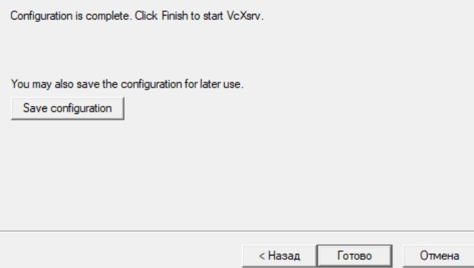 Configuration is complete. Click Finish to start VcXsrv.
You may also save the configuration for later use.
Save configuration
< Назад Готово Отмена